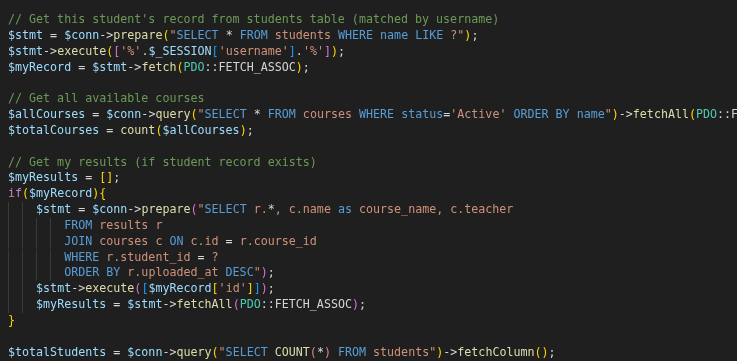 // Get this student's record from students table (matched by username)
$stmt = $conn->prepare("SELECT * FROM students WHERE name LIKE ?");
$stmt->execute(['%'.$_SESSION['username'].'%']);
$myRecord = $stmt->fetch(PDO::FETCH_ASSOC);

// Get all available courses
$allCourses = $conn->query("SELECT * FROM courses WHERE status='Active' ORDER BY name")->fetchAll(PDO::F
$totalCourses = count($allCourses);

// Get my results (if student record exists)
$myResults = [];
if($myRecord){
    $stmt = $conn->prepare("SELECT r.*, c.name as course_name, c.teacher
        FROM results r
        JOIN courses c ON c.id = r.course_id
        WHERE r.student_id = ?
        ORDER BY r.uploaded_at DESC");
    $stmt->execute([$myRecord['id']]);
    $myResults = $stmt->fetchAll(PDO::FETCH_ASSOC);
}

$totalStudents = $conn->query("SELECT COUNT(*) FROM students")->fetchColumn();